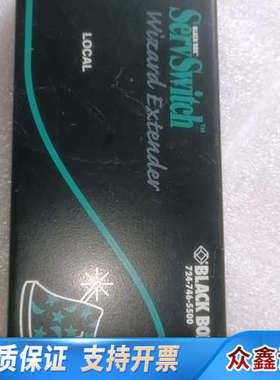 BLACK BOX
ServSwitch™
Wizard Extender
LOCAL
BLACK BO
724-746-5500
质保证 支持开票 众鑫